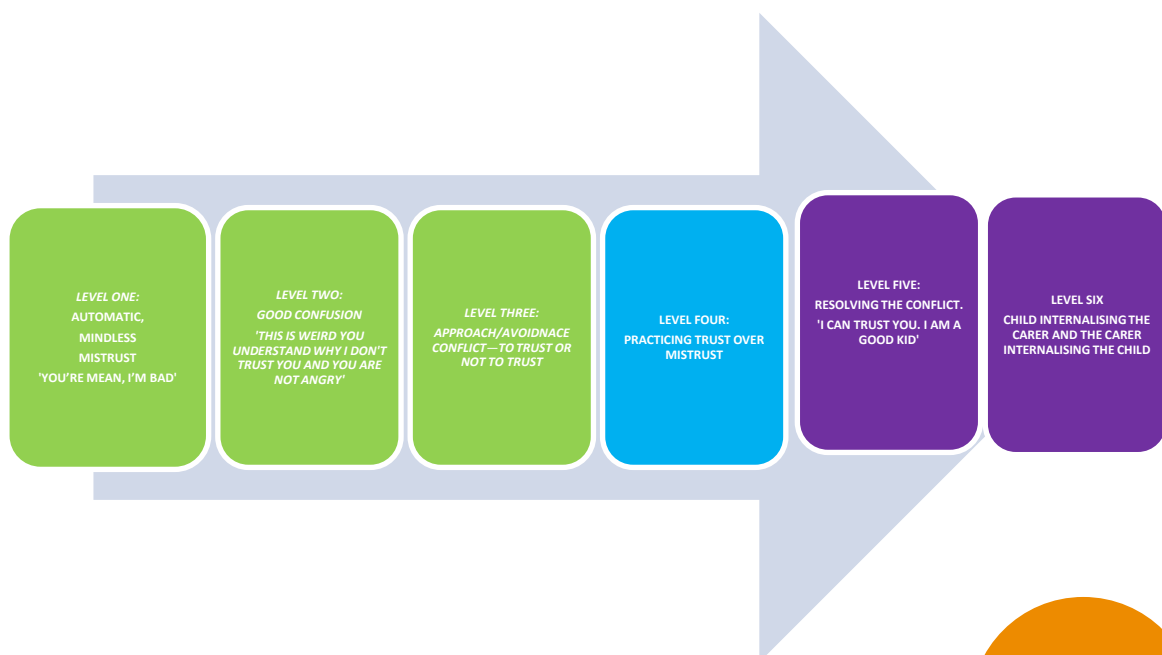 LEVEL ONE:
AUTOMATIC,
MINDLESS
MISTRUST
'YOU’RE MEAN, I’M BAD'
LEVEL TWO:
GOOD CONFUSION
'THIS IS WEIRD YOU
UNDERSTAND WHY I DON'T
TRUST YOU AND YOU ARE
NOT ANGRY'
LEVEL THREE:
APPROACH/AVOIDNACE
CONFLICT—TO TRUST OR
NOT TO TRUST
LEVEL FOUR:
PRACTICING TRUST OVER
MISTRUST
LEVEL FIVE:
RESOLVING THE CONFLICT.
'I CAN TRUST YOU. I AM A
GOOD KID'
LEVEL SIX
CHILD INTERNALISING THE
CARER AND THE CARER
INTERNALISING THE CHILD